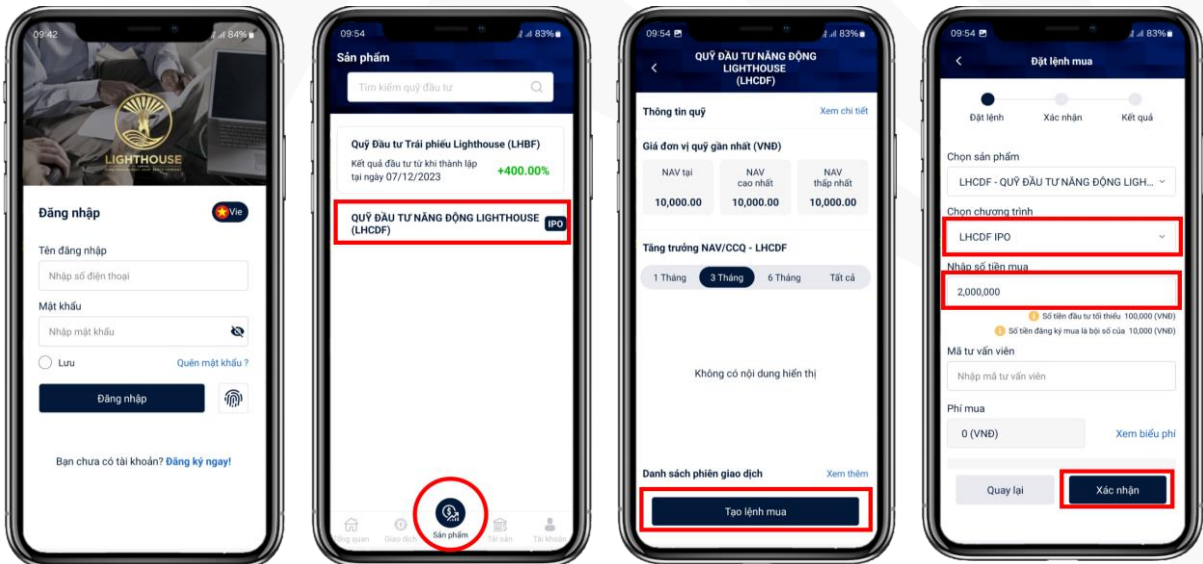 09:42
84%
LIGHTHOUSE
Đăng nhập
Vie
Tên đăng nhập
Nhập số điện thoại
Mật khẩu
Nhập mật khẩu
Lưu
Quên mật khẩu ?
Đăng nhập
Bạn chưa có tài khoản? Đăng ký ngay!
09:54
83%
Sản phẩm
Tìm kiếm quỹ đầu tư
Quỹ Đầu tư Trái phiếu Lighthouse (LHBF)
Kết quả đầu tư từ khi thành lập
tại ngày 07/12/2023
+400.00%
QUỸ ĐẦU TƯ NĂNG ĐỘNG LIGHTHOUSE
(LHCDF)
IPO
Tổng quan
Giao dịch
Sản phẩm
Tài sản
Tài khoản
09:54
83%
QUỸ ĐẦU TƯ NĂNG ĐỘNG
LIGHTHOUSE
(LHCDF)
Thông tin quỹ
Xem chi tiết
Giá đơn vị quỹ gần nhất (VNĐ)
NAV tại
10,000.00
NAV
cao nhất
10,000.00
NAV
thấp nhất
10,000.00
Tăng trưởng NAV/CCQ - LHCDF
1 Tháng
3 Tháng
6 Tháng
Tất cả
Không có nội dung hiển thị
Danh sách phiên giao dịch
Xem thêm
Tạo lệnh mua
09:54
83%
Đặt lệnh mua
Đặt lệnh
Xác nhận
Kết quả
Chọn sản phẩm
LHCDF - QUỸ ĐẦU TƯ NĂNG ĐỘNG LIGH...
Chọn chương trình
LHCDF IPO
Nhập số tiền mua
2,000,000
Số tiền đầu tư tối thiểu 100,000 (VNĐ)
Số tiền đăng ký mua là bội số của 10,000 (VNĐ)
Mã tư vấn viên
Nhập mã tư vấn viên
Phí mua
0 (VNĐ)
Xem biểu phí
Quay lại
Xác nhận